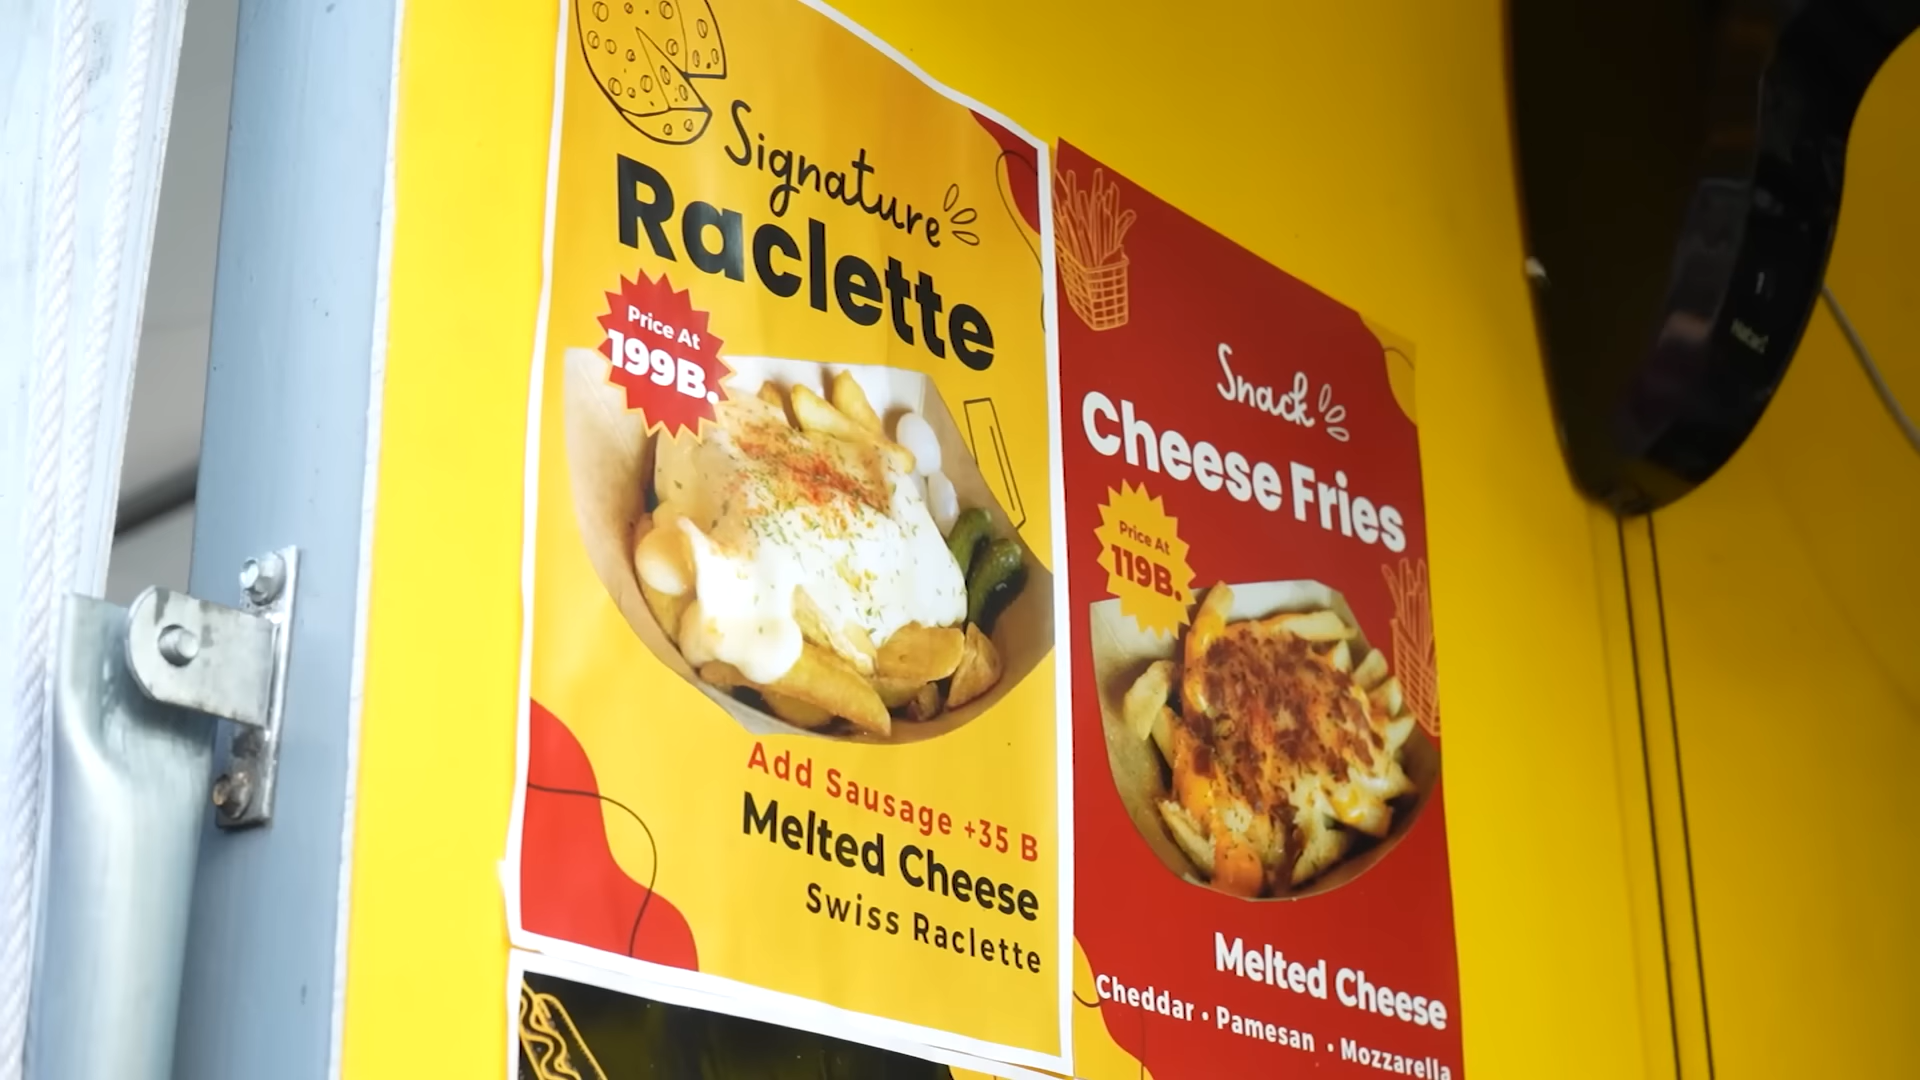 Signature
Raclette
Price At
199B.
Add Sausage +35 B
Melted Cheese
Swiss Raclette
Snack
Cheese Fries
Price At
119B.
Melted Cheese
Cheddar · Pamesan · Mozzarella